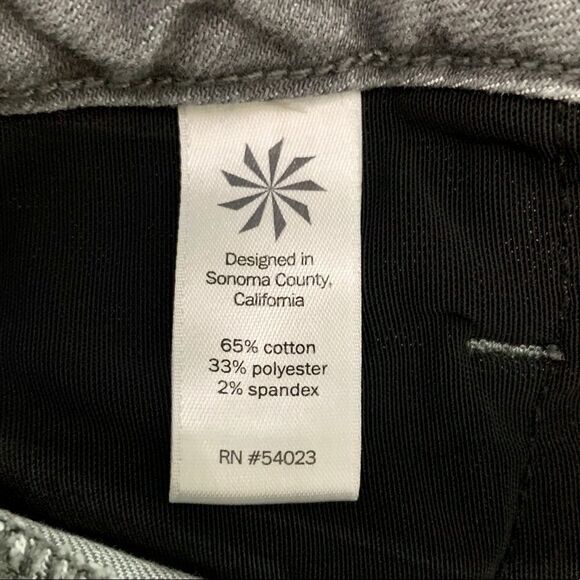 Designed in
Sonoma County,
California
65% cotton
33% polyester
2% spandex
RN #54023